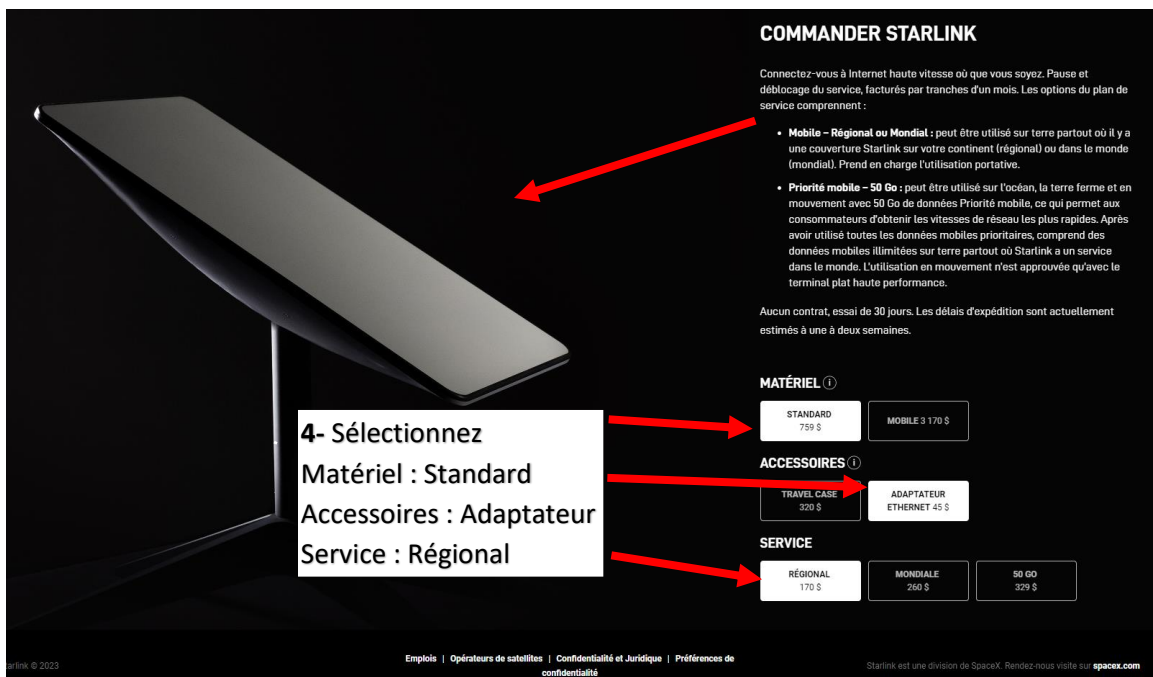 COMMANDER STARLINK
Connectez-vous à Internet haute vitesse où que vous soyez. Pause et
déblocage du service, facturés par tranches d'un mois. Les options du plan de
service comprennent :
• Mobile – Régional ou Mondial : peut être utilisé sur terre partout où il y a
une couverture Starlink sur votre continent (régional) ou dans le monde
(mondial). Prend en charge l'utilisation portative.
• Priorité mobile – 50 Go : peut être utilisé sur l'océan, la terre ferme et en
mouvement avec 50 Go de données Priorité mobile, ce qui permet aux
consommateurs d'obtenir les vitesses de réseau les plus rapides. Après
avoir utilisé toutes les données mobiles prioritaires, comprend des
données mobiles illimitées sur terre partout où Starlink a un service
dans le monde. L'utilisation en mouvement n'est approuvée qu'avec le
terminal plat haute performance.
Aucun contrat, essai de 30 jours. Les délais d'expédition sont actuellement
estimés à une à deux semaines.
MATÉRIEL i
STANDARD
759 $
MOBILE 3 170 $
ACCESSOIRES i
TRAVEL CASE
320 $
ADAPTATEUR
ETHERNET 45 $
SERVICE
RÉGIONAL
170 $
MONDIALE
260 $
50 GO
329 $
4- Sélectionnez
Matériel : Standard
Accessoires : Adaptateur
Service : Régional
tarlink © 2023
Emplois | Opérateurs de satellites | Confidentialité et Juridique | Préférences de
confidentialité
Starlink est une division de SpaceX. Rendez-nous visite sur spacex.com